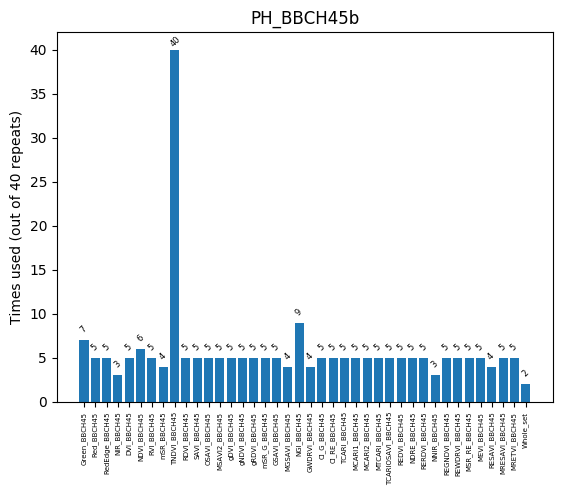 PH_BBCH45b
Times used (out of 40 repeats)
40
35
30
25
20
15
10
5
0
7
5
5
3
5
6
5
4
40
5
5
5
5
5
5
5
5
5
4
9
4
5
5
5
5
5
5
5
5
5
5
3
5
5
5
5
4
5
5
2
Green_BBCH45
Red_BBCH45
RedEdge_BBCH45
NIR_BBCH45
DVI_BBCH45
NDVI_BBCH45
RVI_BBCH45
mSR_BBCH45
TNDVI_BBCH45
RDVI_BBCH45
SAVI_BBCH45
OSAVI_BBCH45
MSAVI2_BBCH45
gDVI_BBCH45
gNDVI_BBCH45
gRDVI_BBCH45
mSR_G_BBCH45
GSAVI_BBCH45
MGSAVI_BBCH45
NGI_BBCH45
GWDRVI_BBCH45
CI_G_BBCH45
CI_RE_BBCH45
TCARI_BBCH45
MCARI1_BBCH45
MCARI2_BBCH45
MTCARI_BBCH45
TCARIOSAVI_BBCH45
REDVI_BBCH45
NDRE_BBCH45
RERDVI_BBCH45
NNIR_BBCH45
REGNDVI_BBCH45
REWDRVI_BBCH45
MSR_RE_BBCH45
MEVI_BBCH45
RESAVI_BBCH45
MRESAVI_BBCH45
MRETVI_BBCH45
Whole_set